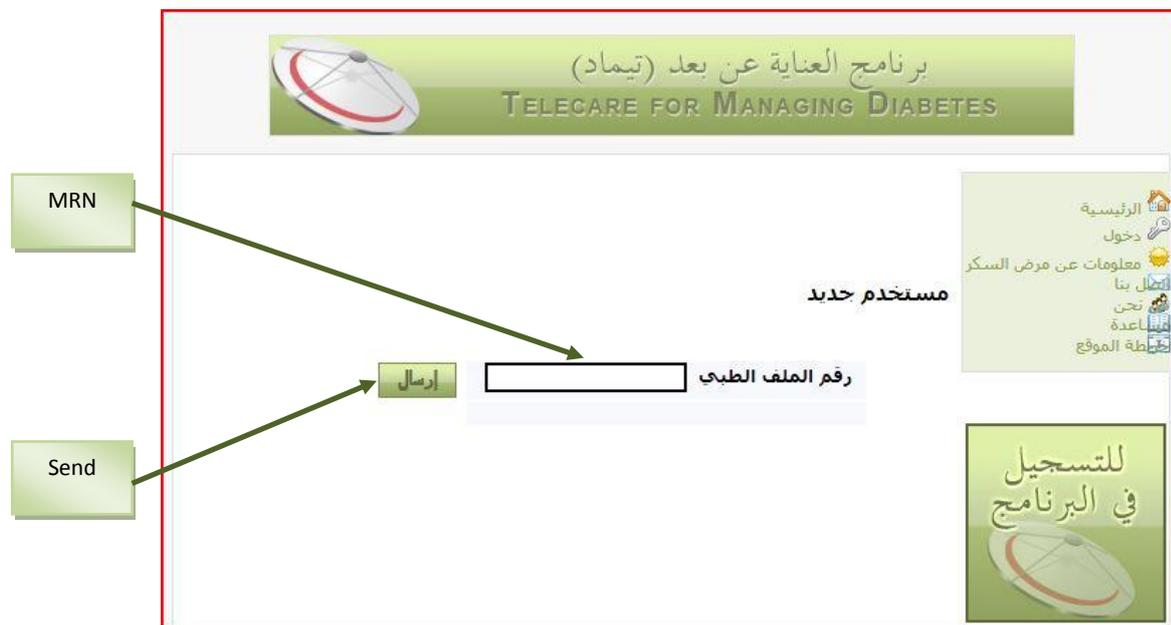 برنامج العناية عن بعد (تيماد)
TELECARE FOR MANAGING DIABETES
MRN
الرئيسية
دخول
معلومات عن مرض السكر
اتصل بنا
نحن
مساعدة
خريطة الموقع
مستخدم جديد
رقم الملف الطبي
إرسال
Send
للتسجيل
في البرنامج